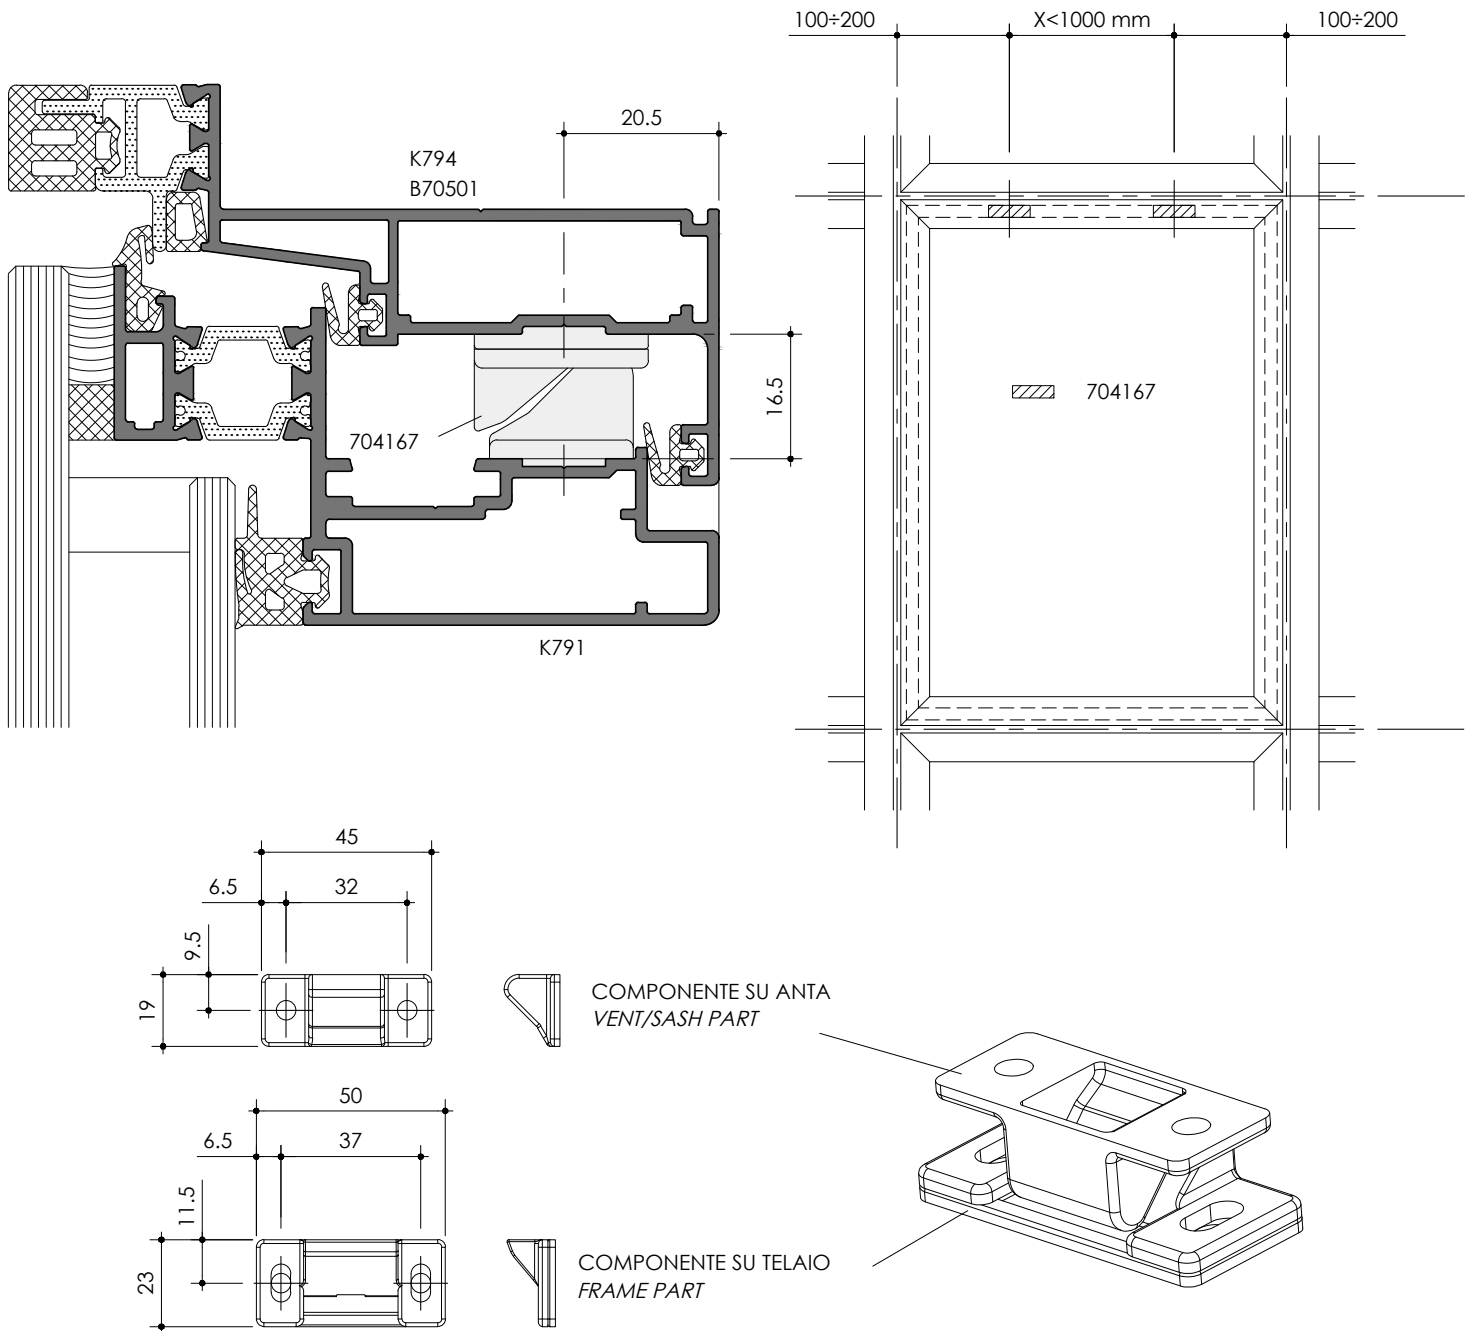 100÷200
X<1000 mm
100÷200
20.5
K794
B70501
16.5
704167
704167
K791
45
6.5
32
9.5
19
COMPONENTE SU ANTA
VENT/SASH PART
50
6.5
37
11.5
23
COMPONENTE SU TELAIO
FRAME PART